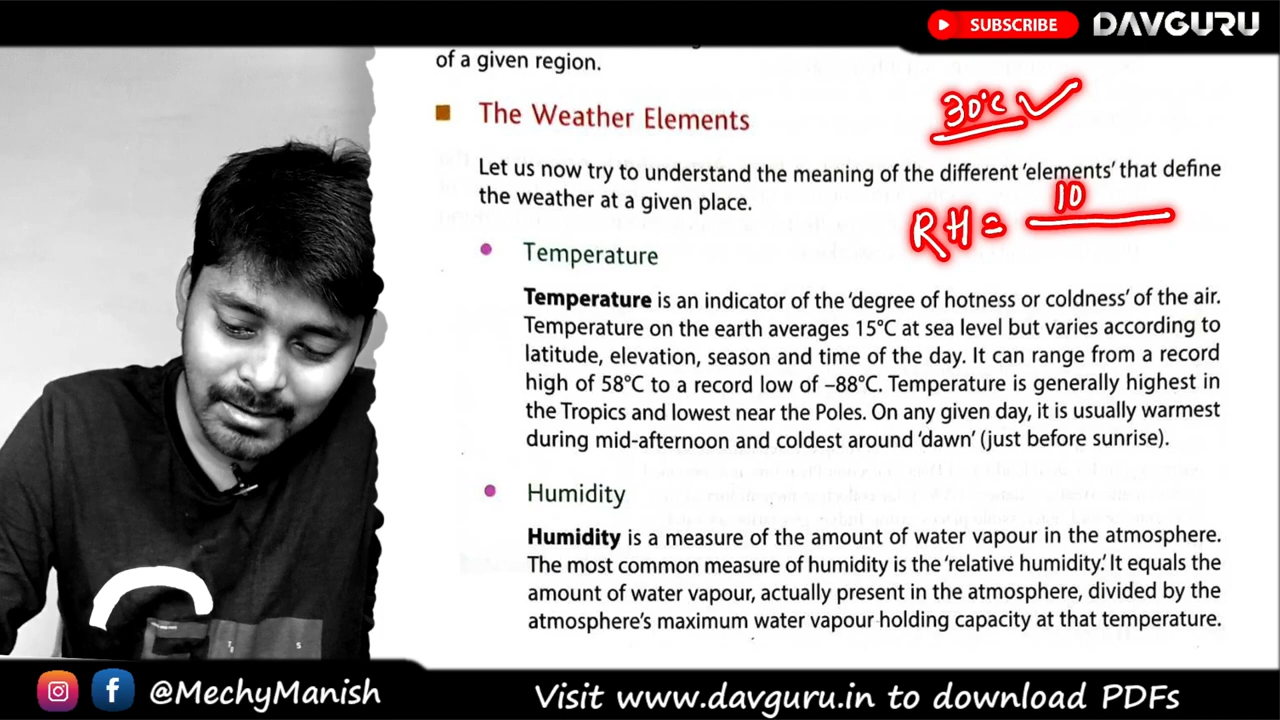 SUBSCRIBE DAVGURU
of a given region.
The Weather Elements
30°C
Let us now try to understand the meaning of the different 'elements' that define
the weather at a given place.
10
RH =
Temperature
Temperature is an indicator of the 'degree of hotness or coldness' of the air.
Temperature on the earth averages 15°C at sea level but varies according to
latitude, elevation, season and time of the day. It can range from a record
high of 58°C to a record low of –88°C. Temperature is generally highest in
the Tropics and lowest near the Poles. On any given day, it is usually warmest
during mid-afternoon and coldest around 'dawn' (just before sunrise).
Humidity
Humidity is a measure of the amount of water vapour in the atmosphere.
The most common measure of humidity is the 'relative humidity.' It equals the
amount of water vapour, actually present in the atmosphere, divided by the
atmosphere's maximum water vapour holding capacity at that temperature.
@MechyManish
Visit www.davguru.in to download PDFs